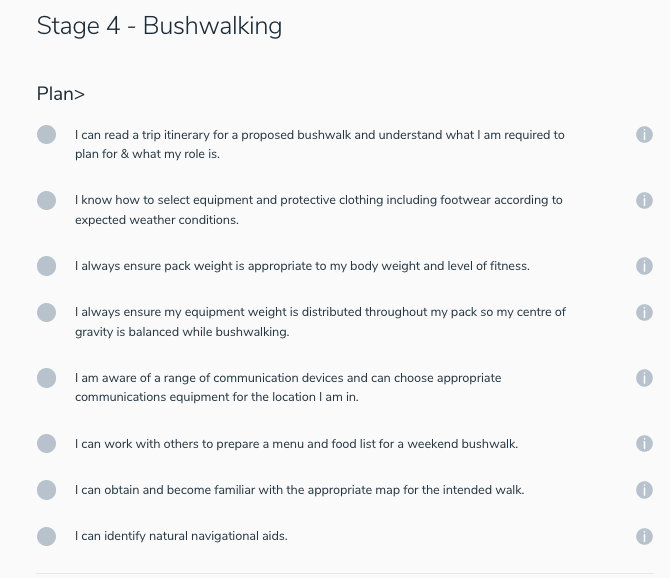 Stage 4 - Bushwalking
Plan>
I can read a trip itinerary for a proposed bushwalk and understand what I am required to
plan for & what my role is.
I know how to select equipment and protective clothing including footwear according to
expected weather conditions.
I always ensure pack weight is appropriate to my body weight and level of fitness.
I always ensure my equipment weight is distributed throughout my pack so my centre of
gravity is balanced while bushwalking.
I am aware of a range of communication devices and can choose appropriate
communications equipment for the location I am in.
I can work with others to prepare a menu and food list for a weekend bushwalk.
I can obtain and become familiar with the appropriate map for the intended walk.
I can identify natural navigational aids.